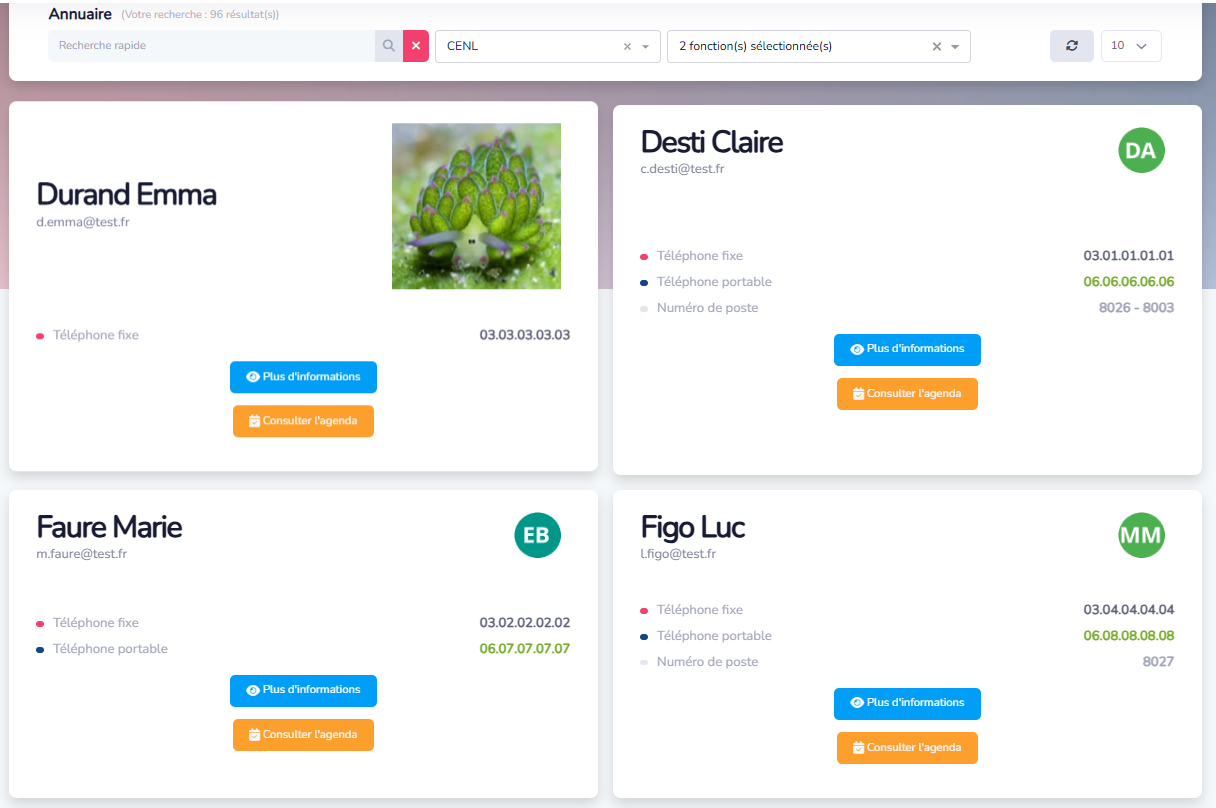 Annuaire (Votre recherche : 96 résultat(s))
Recherche rapide
CENL
2 fonction(s) sélectionnée(s)
10
Durand Emma
d.emma@test.fr
Téléphone fixe 03.03.03.03.03
Plus d'informations
Consulter l'agenda
Desti Claire
DA
c.desti@test.fr
Téléphone fixe 03.01.01.01.01
Téléphone portable 06.06.06.06.06
Numéro de poste 8026 - 8003
Plus d'informations
Consulter l'agenda
Faure Marie
EB
m.faure@test.fr
Téléphone fixe 03.02.02.02.02
Téléphone portable 06.07.07.07.07
Plus d'informations
Consulter l'agenda
Figo Luc
MM
l.figo@test.fr
Téléphone fixe 03.04.04.04.04
Téléphone portable 06.08.08.08.08
Numéro de poste 8027
Plus d'informations
Consulter l'agenda